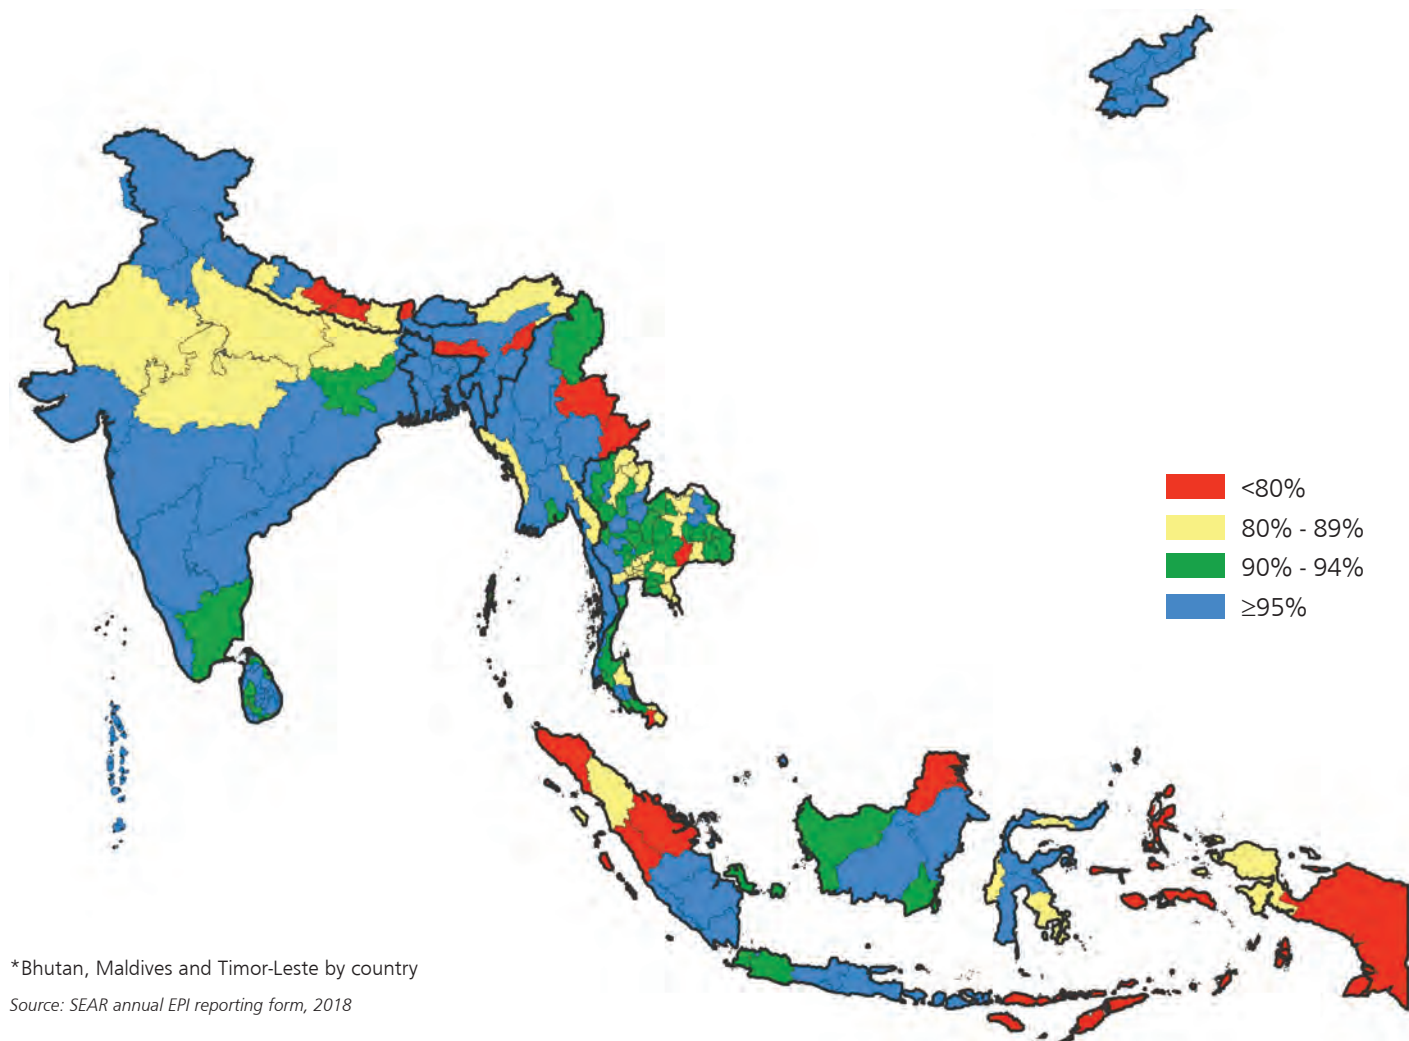 <80%
80% - 89%
90% - 94%
≥95%
*Bhutan, Maldives and Timor-Leste by country
Source: SEAR annual EPI reporting form, 2018